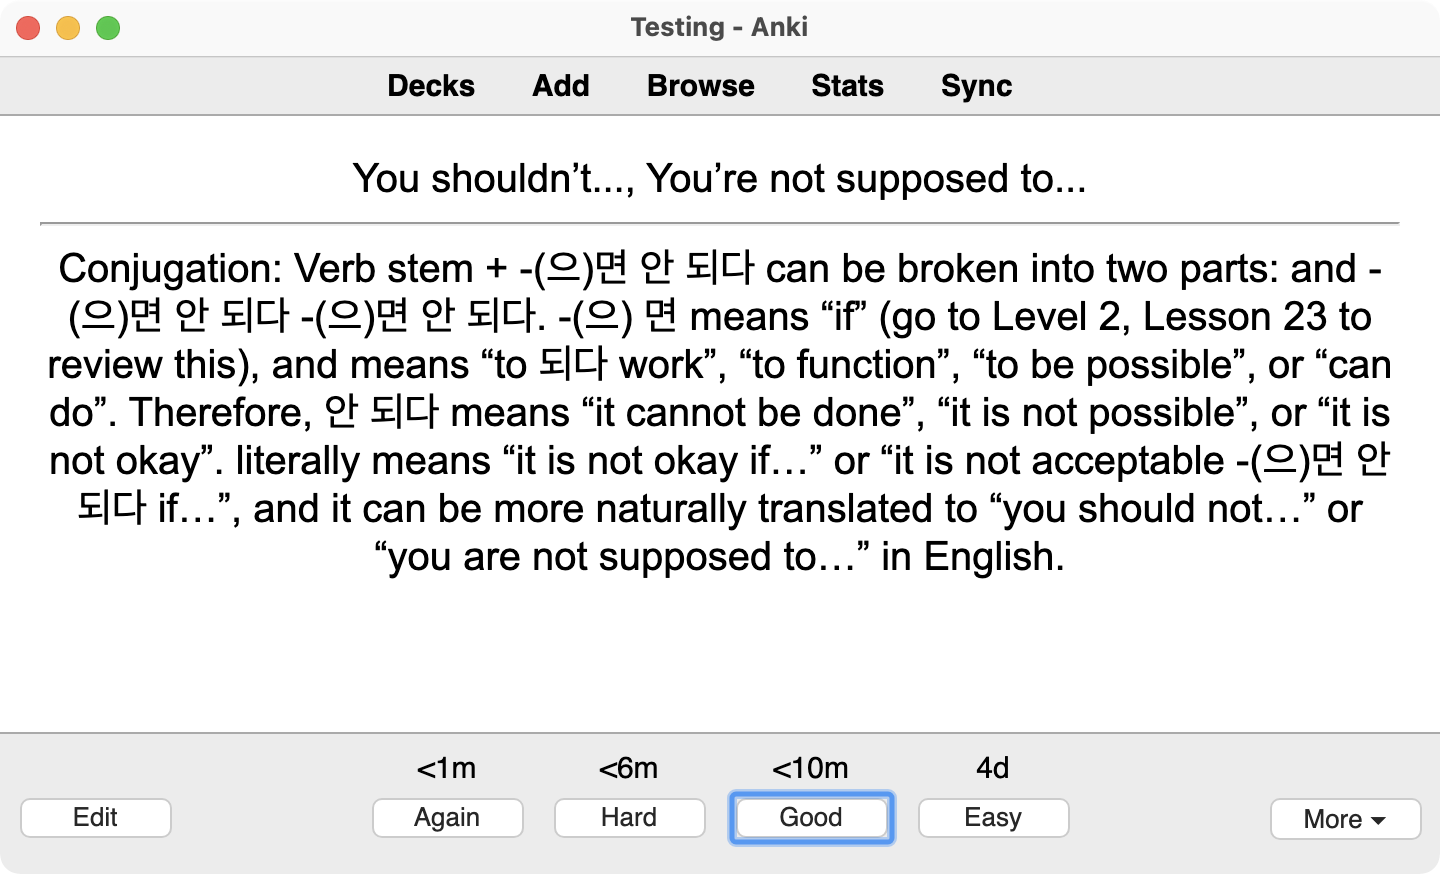 Testing - Anki
Decks Add Browse Stats Sync
You shouldn’t..., You’re not supposed to...
Conjugation: Verb stem + -(으)면 안 되다 can be broken into two parts: and -
(으)면 안 되다 -(으)면 안 되다. -(으) 면 means “if” (go to Level 2, Lesson 23 to
review this), and means “to 되다 work”, “to function”, “to be possible”, or “can
do”. Therefore, 안 되다 means “it cannot be done”, “it is not possible”, or “it is
not okay”. literally means “it is not okay if…” or “it is not acceptable -(으)면 안
되다 if…”, and it can be more naturally translated to “you should not…” or
“you are not supposed to…” in English.
<1m <6m <10m 4d
Edit Again Hard Good Easy More